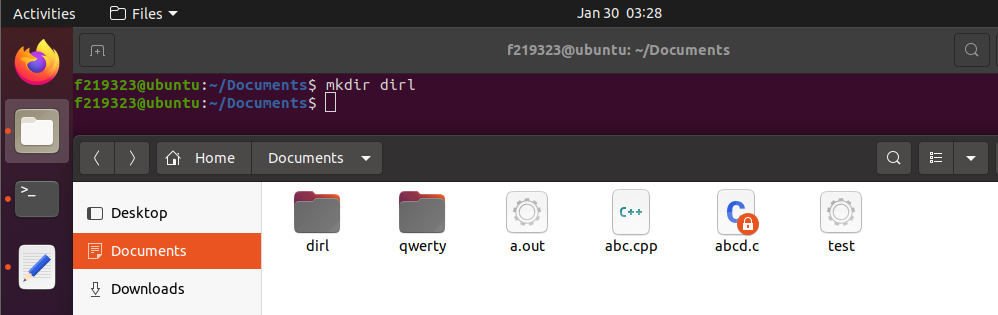 Activities Files Jan 30 03:28
f219323@ubuntu: ~/Documents
f219323@ubuntu:~/Documents$ mkdir dirl
f219323@ubuntu:~/Documents$
Home Documents
Desktop
Documents
Downloads
>_
C++
C
dirl qwerty a.out abc.cpp abcd.c test